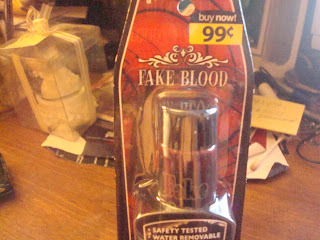 buy now!
99¢
FAKE BLOOD
SAFETY TESTED
WATER REMOVABLE